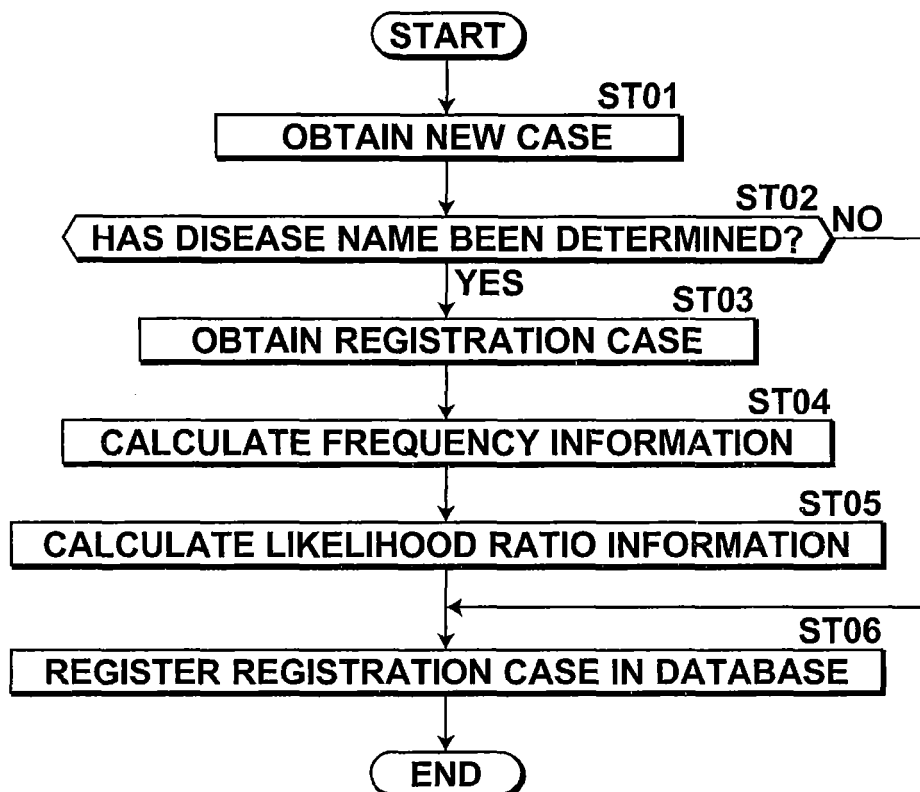 START
ST01
OBTAIN NEW CASE
ST02
HAS DISEASE NAME BEEN DETERMINED?
NO
YES
ST03
OBTAIN REGISTRATION CASE
ST04
CALCULATE FREQUENCY INFORMATION
ST05
CALCULATE LIKELIHOOD RATIO INFORMATION
ST06
REGISTER REGISTRATION CASE IN DATABASE
END